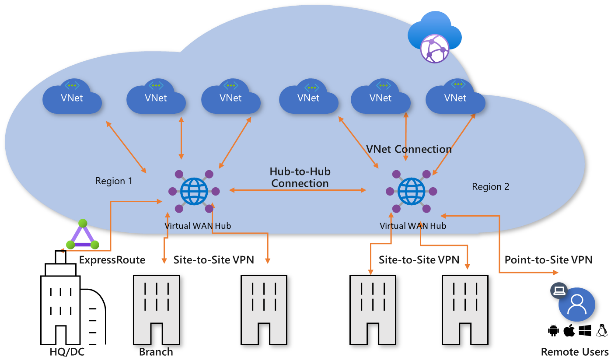 VNet
VNet
VNet
VNet
VNet
VNet
VNet Connection
Hub-to-Hub
Connection
Region 1
Region 2
Virtual WAN Hub
Virtual WAN Hub
ExpressRoute
Site-to-Site VPN
Site-to-Site VPN
Point-to-Site VPN
HQ/DC
Branch
Remote Users